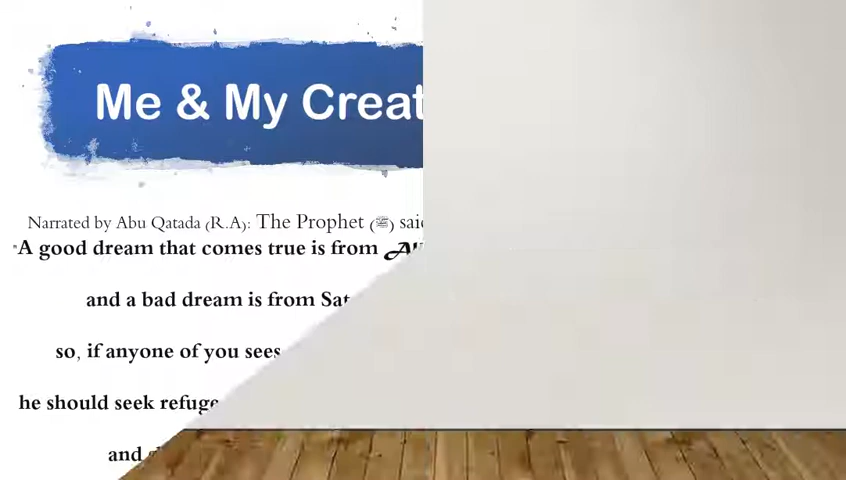 Me & My Creat
Narrated by Abu Qatada (R.A): The Prophet (ﷺ) said
"A good dream that comes true is from
and a bad dream is from Sat
so, if anyone of you sees
he should seek refuge
and